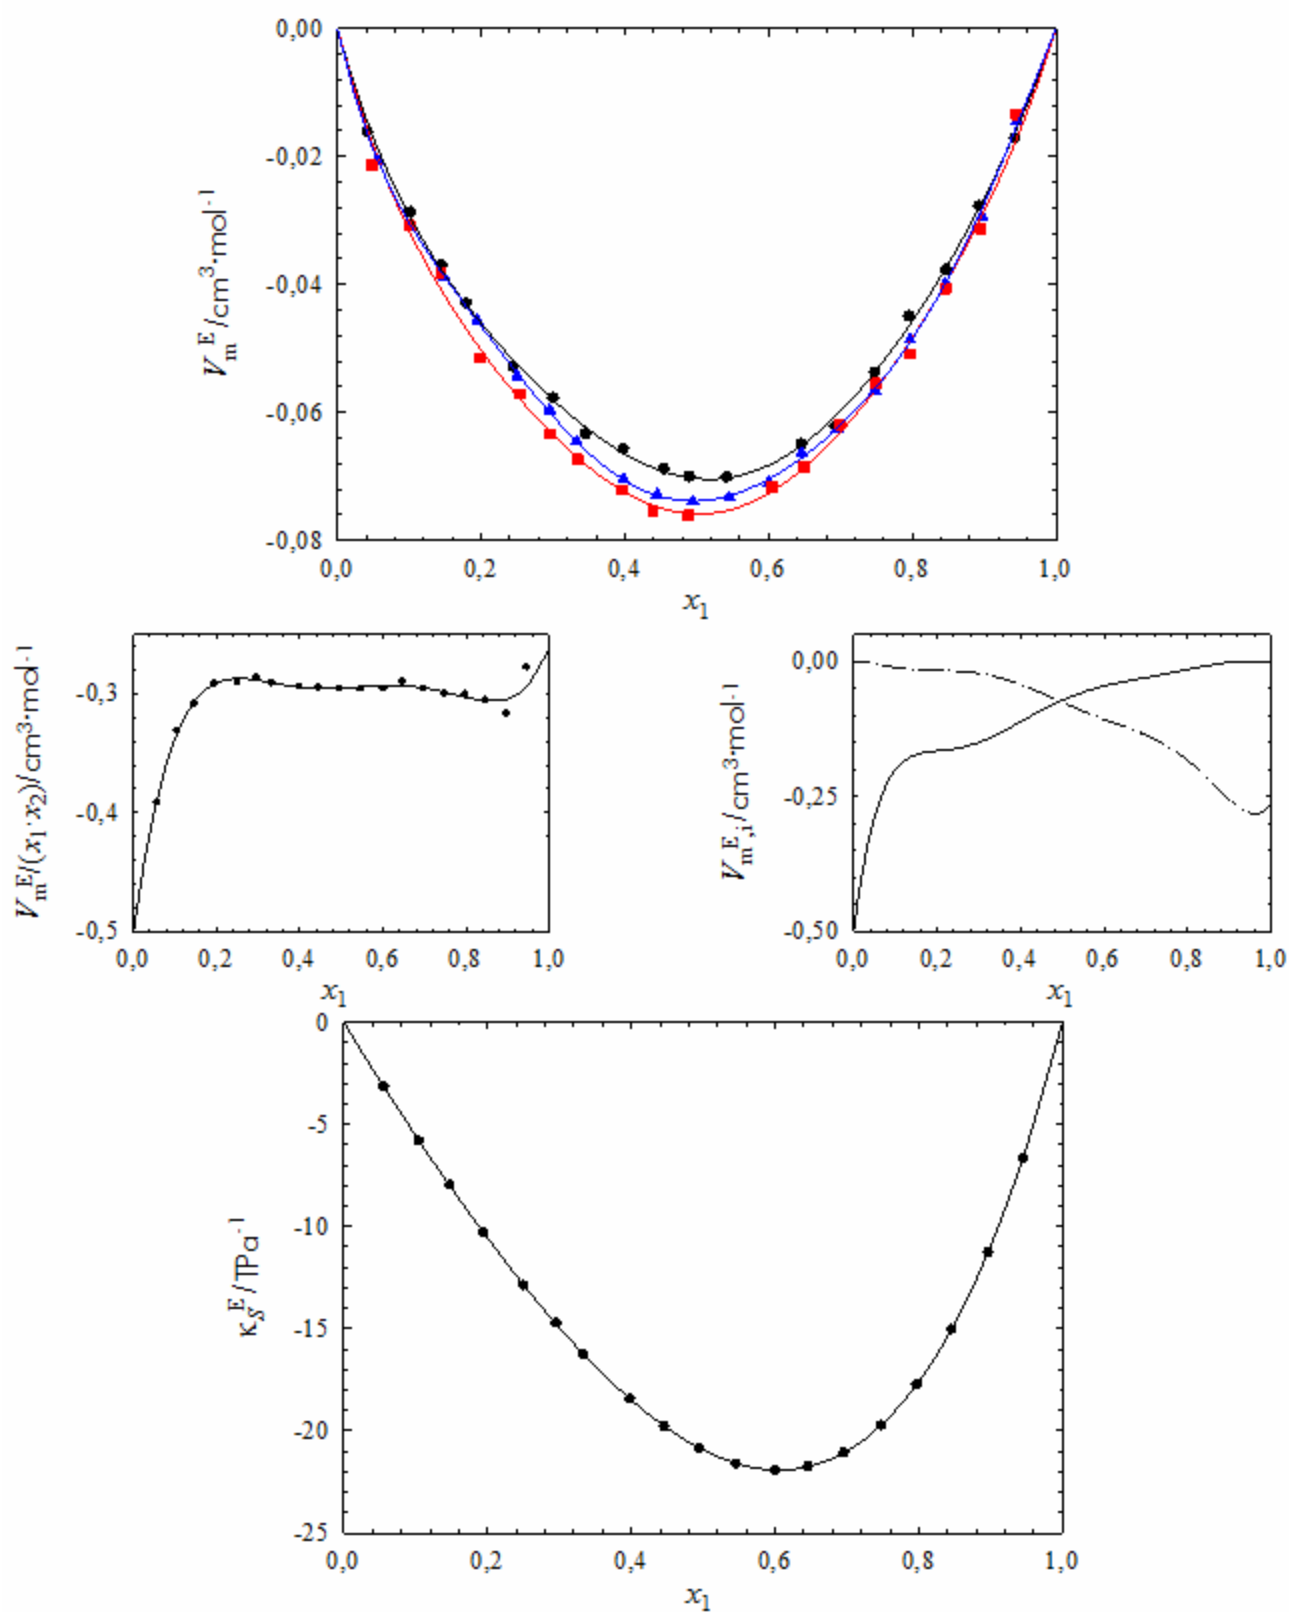 0,00
-0,02
-0,04
-0,06
-0,08
V_m^E/cm³·mol⁻¹
0,0 0,2 0,4 0,6 0,8 1,0
x₁
-0,3
-0,4
-0,5
V_m^E/(x₁·x₂)/cm³·mol⁻¹
0,0 0,2 0,4 0,6 0,8 1,0
x₁
0,00
-0,25
-0,50
V_m^E,i/cm³·mol⁻¹
0,0 0,2 0,4 0,6 0,8 1,0
x₁
0
-5
-10
-15
-20
-25
κ_S^E/TPa⁻¹
0,0 0,2 0,4 0,6 0,8 1,0
x₁